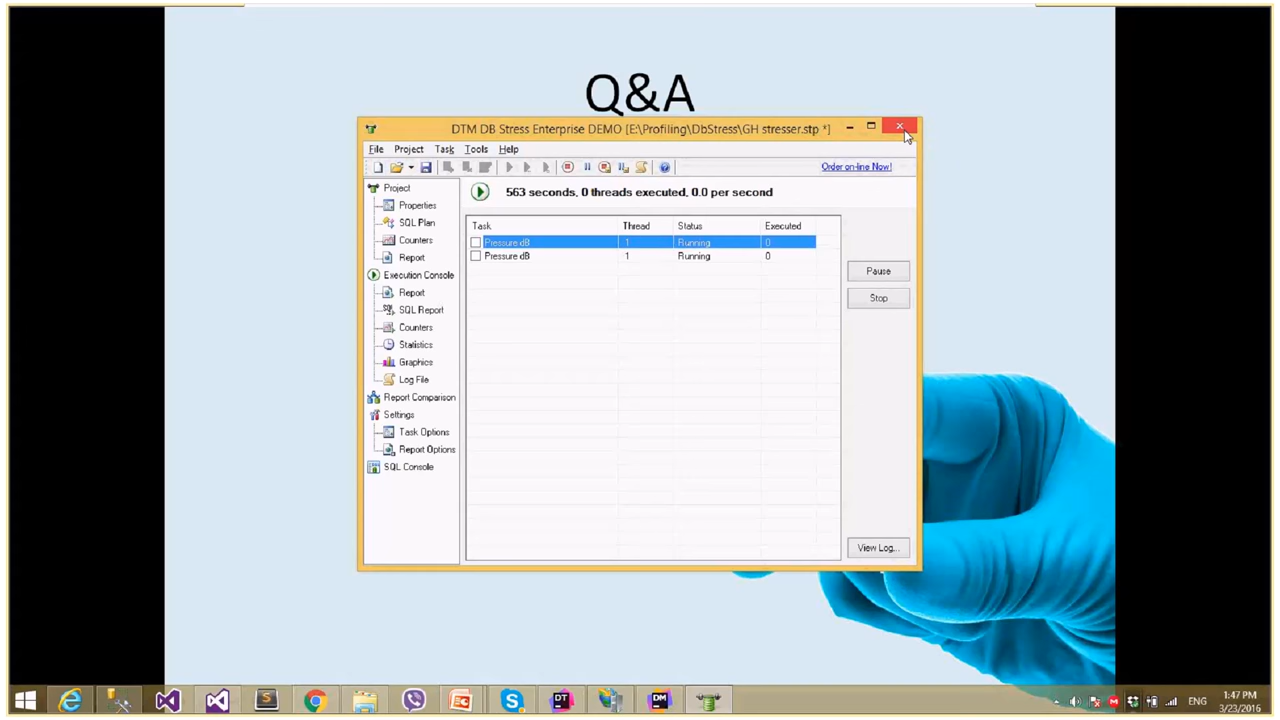 Q&A
DTM DB Stress Enterprise DEMO [E:\Profiling\DbStress\GH stresser.stp *]
File Project Task Tools Help
Order on-line Now!
Project
Properties
SQL Plan
Counters
Report
Execution Console
Report
SQL Report
Counters
Statistics
Graphics
Log File
Report Comparison
Settings
Task Options
Report Options
SQL Console
563 seconds, 0 threads executed, 0.0 per second
Task Thread Status Executed
Pressure dB 1 Running 0
Pressure dB 1 Running 0
Pause
Stop
View Log...
DT
DM
ENG
1:47 PM
3/23/2016